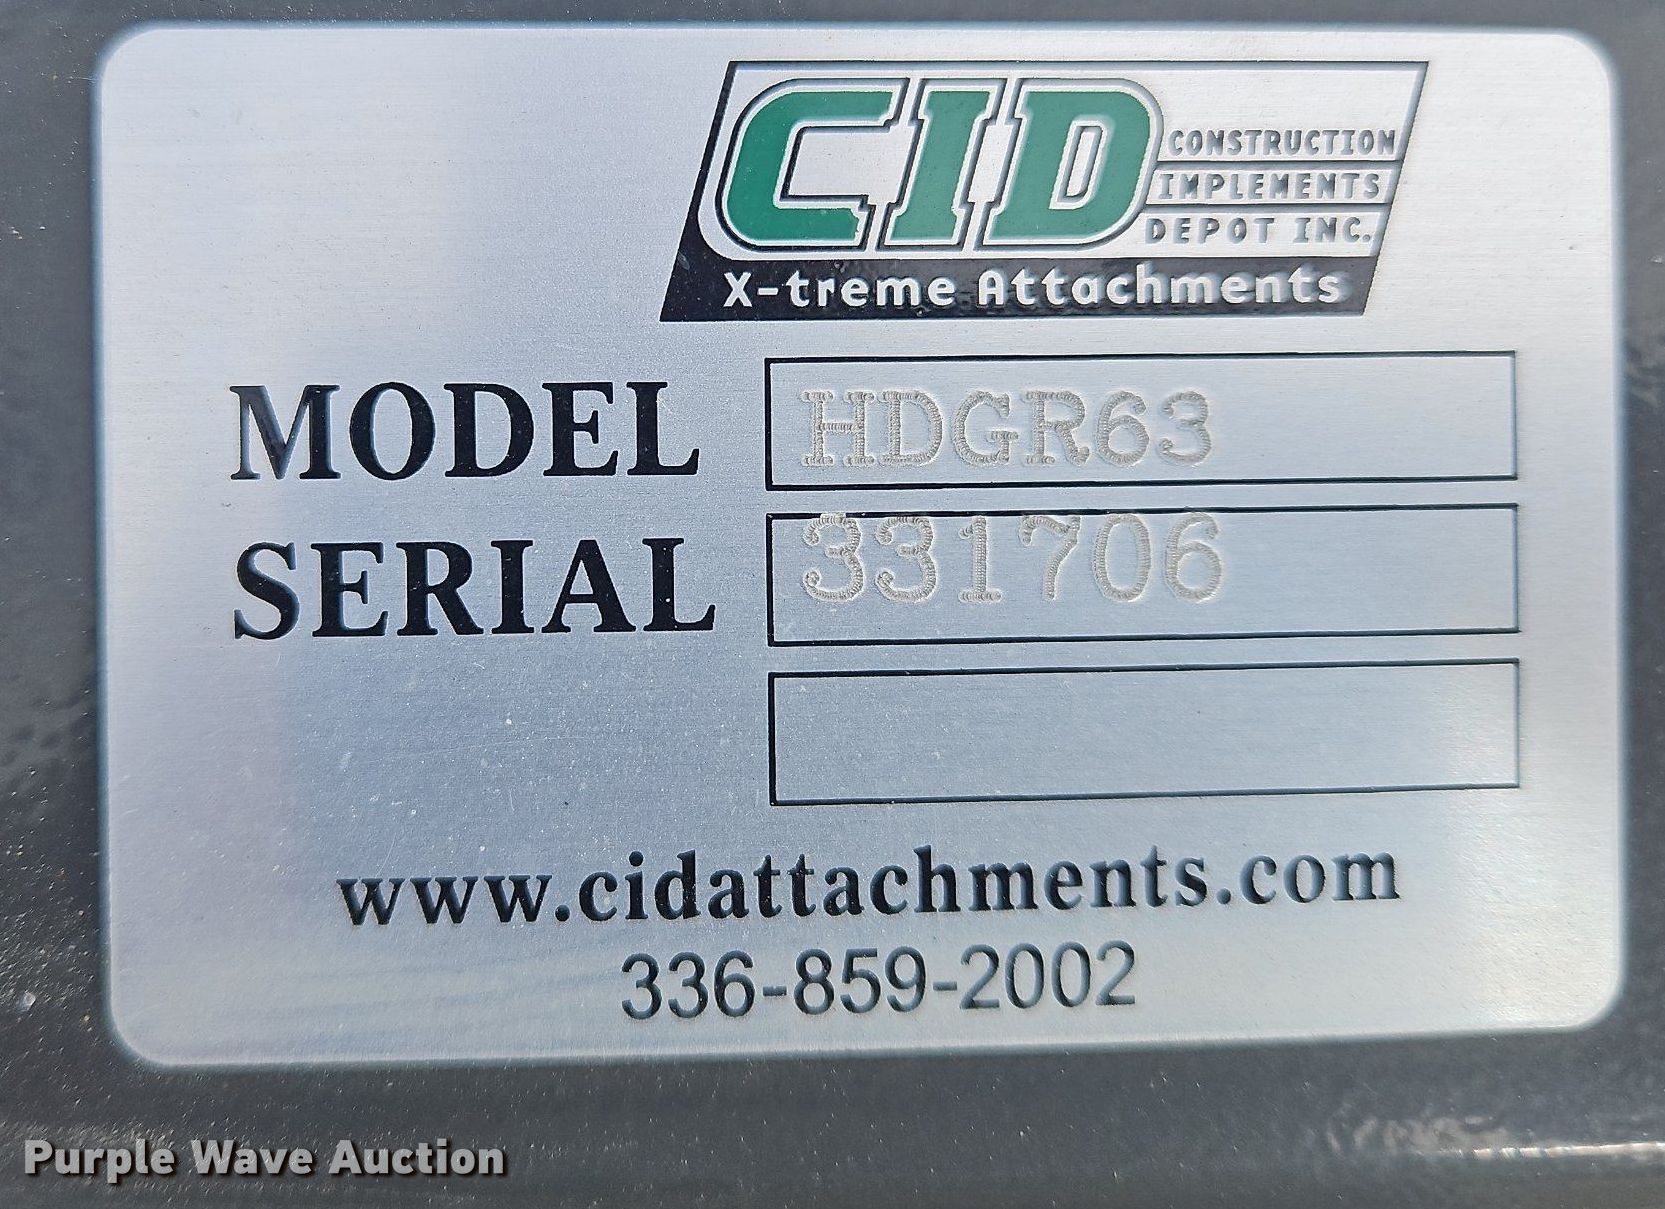 CID
CONSTRUCTION
IMPLEMENTS
DEPOT INC.
X-treme Attachments
MODEL HDGR63
SERIAL 331706
www.cidattachments.com
336-859-2002
Purple Wave Auction